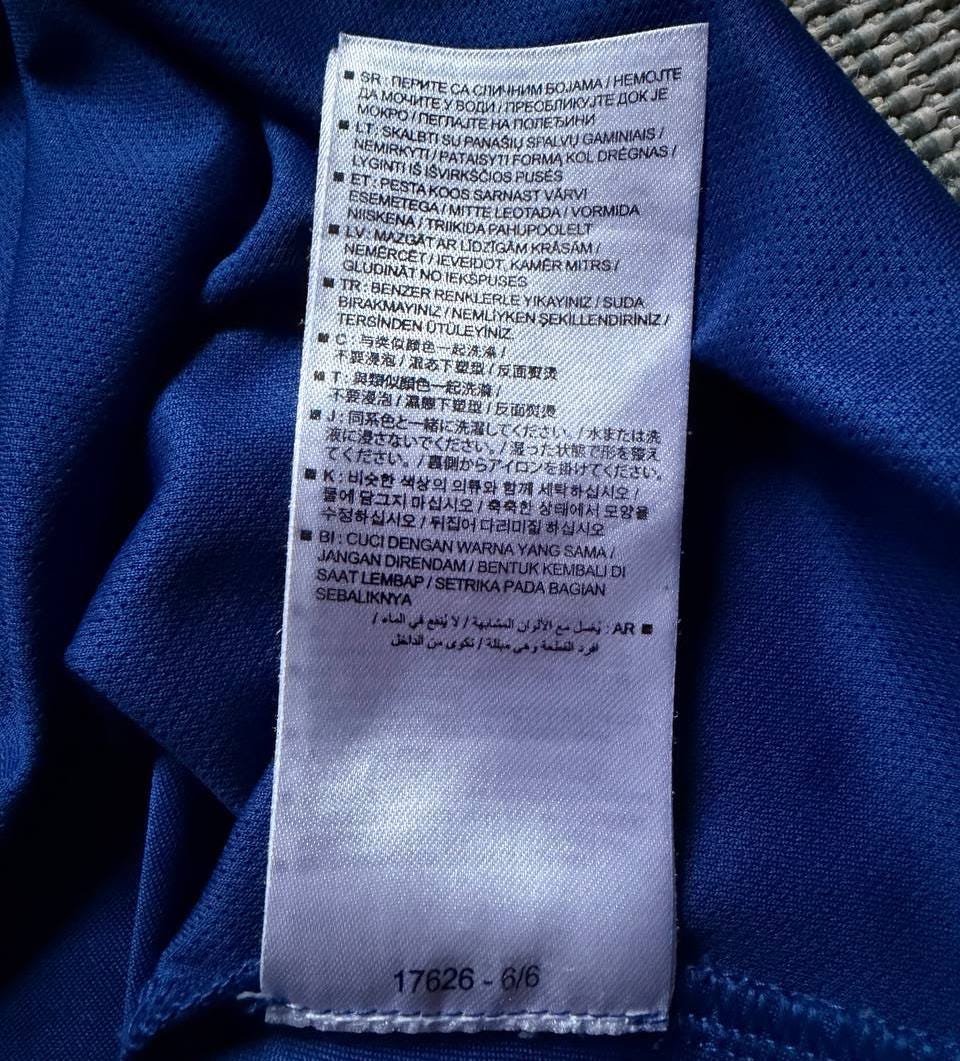 ■ SR : ПЕРИТЕ СА СЛИЧНИМ БОЈАМА / НЕМОЈТЕ
ДА МОЧИТЕ У ВОДИ / ПРЕОБЛИКУЈТЕ ДОК ЈЕ
МОКРО / ПЕГЛАЈТЕ НА ПОЛЕЂИНИ
■ LT : SKALBTI SU PANAŠIŲ SPALVŲ GAMINIAIS /
NEMIRKYTI / PATAISYTI FORMĄ KOL DRĖGNAS /
LYGINTI IŠ IŠVIRKŠČIOS PUSĖS
■ ET : PESTA KOOS SARNAST VÄRVI
ESEMETEGA / MITTE LEOTADA / VORMIDA
NIISKENA / TRIIKIDA PAHUPOOLELT
■ LV : MAZGĀT AR LĪDZĪGĀM KRĀSĀM /
NEMĒRCĒT / IEVEIDOT, KAMĒR MITRS /
GLUDINĀT NO IEKŠPUSES
■ TR : BENZER RENKLERLE YIKAYINIZ / SUDA
BIRAKMAYINIZ / NEMLİYKEN ŞEKİLLENDİRİNİZ /
TERSİNDEN ÜTÜLEYİNİZ
■ C : 与类似颜色一起洗涤 /
不要浸泡 / 湿态下塑型 / 反面熨烫
■ T : 與類似顏色一起洗滌 /
不要浸泡 / 濕態下塑型 / 反面熨燙
■ J : 同系色と一緒に洗濯してください。/ 水または洗
液に浸さないでください。/ 湿った状態で形を整え
てください。/ 裏側からアイロンを掛けてください。
■ K : 비슷한 색상의 의류와 함께 세탁하십시오 /
물에 담그지 마십시오 / 축축한 상태에서 모양을
수정하십시오 / 뒤집어 다리미질 하십시오
■ BI : CUCI DENGAN WARNA YANG SAMA /
JANGAN DIRENDAM / BENTUK KEMBALI DI
SAAT LEMBAP / SETRIKA PADA BAGIAN
SEBALIKNYA
■ AR : يُغسل مع الألوان المشابهة / لا يُنقع في الماء /
افرد القطعة وهي مبللة / تكوى من الداخل
17626 - 6/6